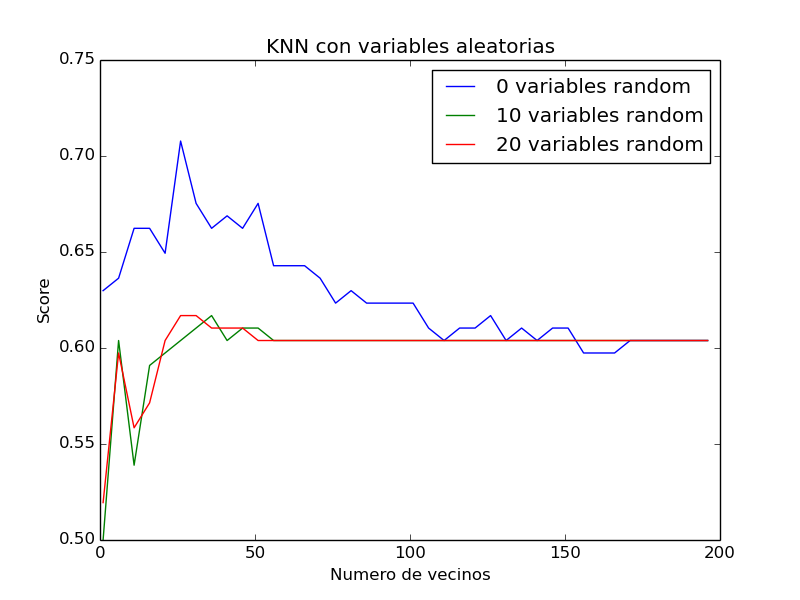 KNN con variables aleatorias
0.75
0.70
0.65
0.60
0.55
0.50
Score
0 variables random
10 variables random
20 variables random
0 50 100 150 200
Numero de vecinos